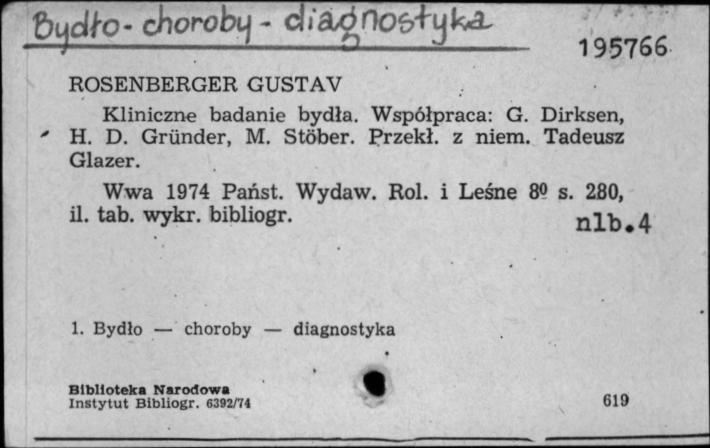 Bydło - choroby - diagnostyka
195766
ROSENBERGER GUSTAV
Kliniczne badanie bydła. Współpraca: G. Dirksen,
H. D. Gründer, M. Stöber. Przekł. z niem. Tadeusz
Glazer.
Wwa 1974 Państ. Wydaw. Rol. i Leśne 8º s. 280,
il. tab. wykr. bibliogr.
nlb.4
1. Bydło — choroby — diagnostyka
Biblioteka Narodowa
Instytut Bibliogr. 6392/74
619